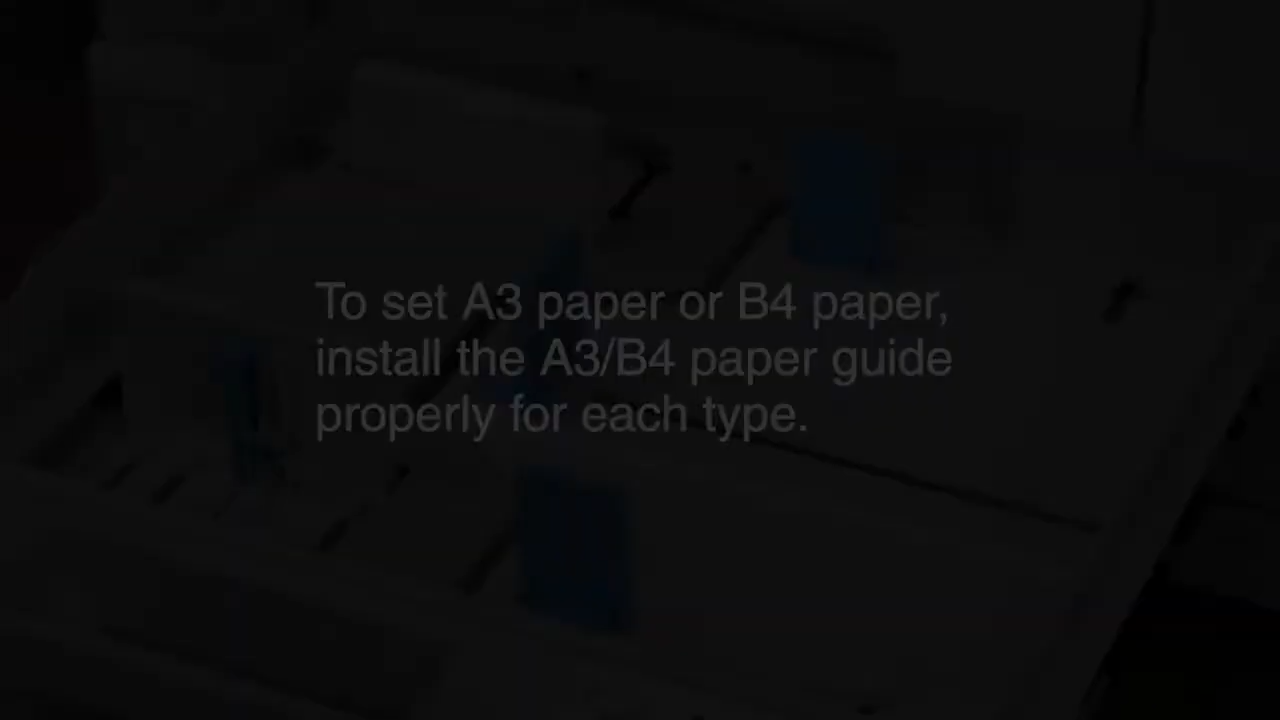 To set A3 paper or B4 paper,
install the A3/B4 paper guide
properly for each type.